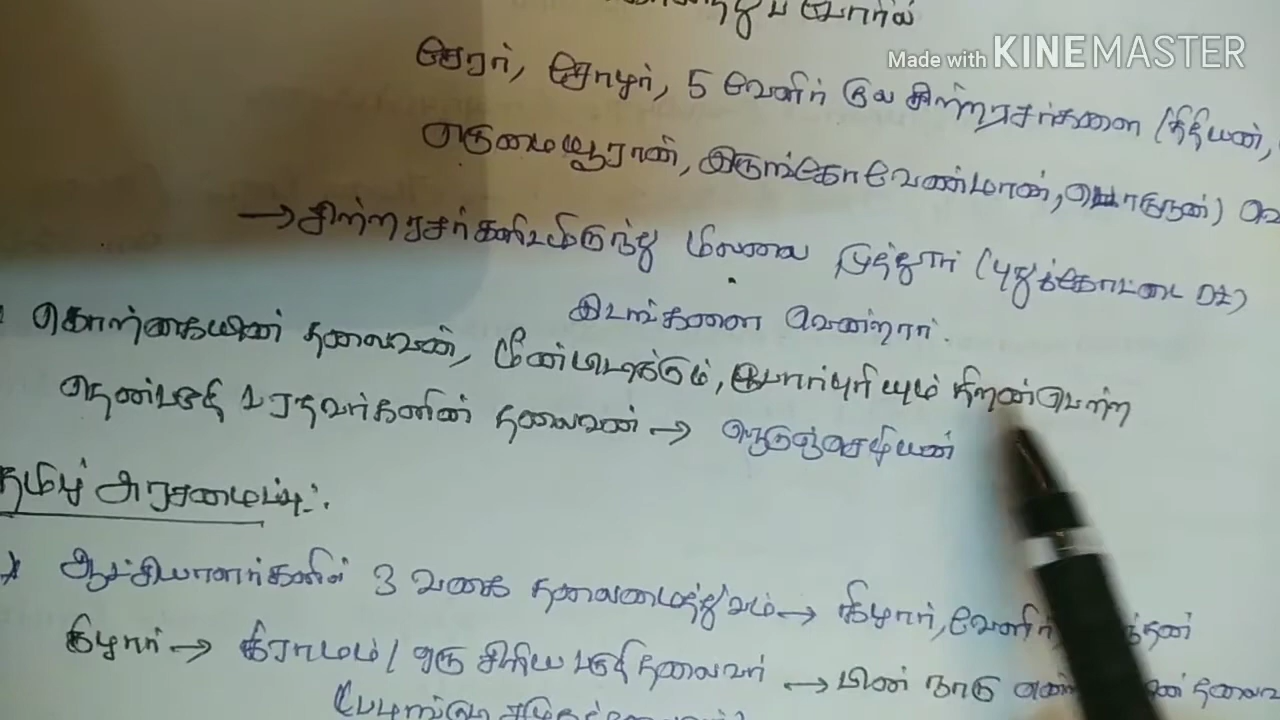 Made with KINEMASTER
சேரர், சோழர், 5 வேளிர் குல சிற்றரசர்களை (திதியன்,
எருமையூரான், இருங்கோவேண்மான், பொருநன்)
→ சிற்றரசர்களிடமிருந்து மிலலை முத்தூர் (புதுக்கோட்டை Dt)
இடங்களை வென்றார்.
கொற்கையின் தலைவன், மீன்பிடிக்கும், போர்புரியும் திறன்பெற்ற
தென்பகுதி பரதவர்களின் தலைவன் → நெடுஞ்செழியன்
தமிழ் அரசமைப்பு:
* ஆட்சியாளர்களின் 3 வகை தலைமைத்துவம் → கிழார், வேளிர்,
கிழார் → கிராமம் / ஒரு சிறிய பகுதி தலைவர் → பின் நாடு